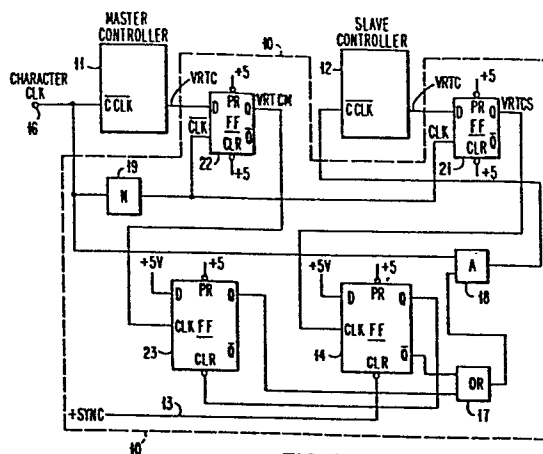 MASTER
CONTROLLER
SLAVE
CONTROLLER
10
11
12
CHARACTER
CLK
16
CCLK
VRTC
+5
PR
D
Q
VRTCM
CLK
FF
CLR
Q
22
+5
CCLK
VRTC
+5
PR
D
Q
VRTCS
CLK
FF
CLR
Q
21
+5
19
N
A
18
+5V
+5
D
PR
Q
CLK
FF
Q
23
CLR
+5V
+5
D
PR
Q
CLK
FF
Q
14
CLR
OR
17
+SYNC
13
10